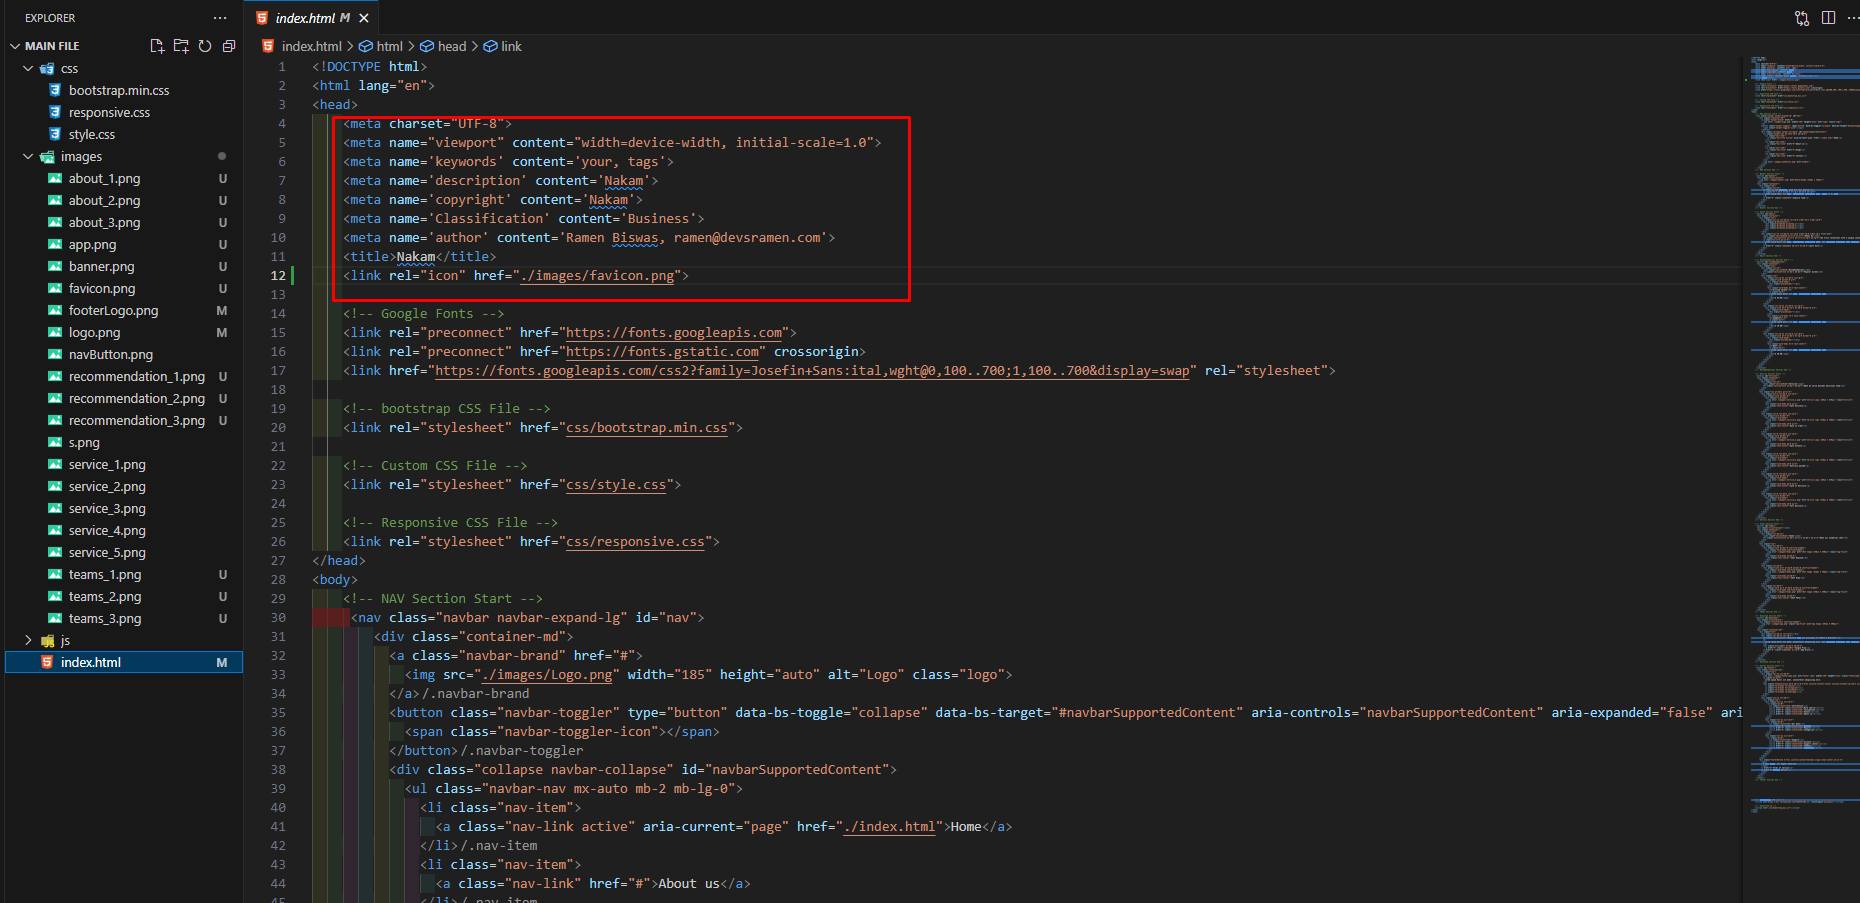 EXPLORER
index.html M
MAIN FILE
index.html > html > head > link
css
bootstrap.min.css
responsive.css
style.css
images
about_1.png U
about_2.png U
about_3.png U
app.png U
banner.png U
favicon.png U
footerLogo.png M
logo.png M
navButton.png
recommendation_1.png U
recommendation_2.png U
recommendation_3.png U
s.png
service_1.png
service_2.png
service_3.png
service_4.png
service_5.png
teams_1.png U
teams_2.png U
teams_3.png U
js
index.html M
1 <!DOCTYPE html>
2 <html lang="en">
3 <head>
4 <meta charset="UTF-8">
5 <meta name="viewport" content="width=device-width, initial-scale=1.0">
6 <meta name='keywords' content='your, tags'>
7 <meta name='description' content='Nakam'>
8 <meta name='copyright' content='Nakam'>
9 <meta name='Classification' content='Business'>
10 <meta name='author' content='Ramen Biswas, ramen@devsramen.com'>
11 <title>Nakam</title>
12 <link rel="icon" href="./images/favicon.png">
13
14 <!-- Google Fonts -->
15 <link rel="preconnect" href="https://fonts.googleapis.com">
16 <link rel="preconnect" href="https://fonts.gstatic.com" crossorigin>
17 <link href="https://fonts.googleapis.com/css2?family=Josefin+Sans:ital,wght@0,100..700;1,100..700&display=swap" rel="stylesheet">
18
19 <!-- bootstrap CSS File -->
20 <link rel="stylesheet" href="css/bootstrap.min.css">
21
22 <!-- Custom CSS File -->
23 <link rel="stylesheet" href="css/style.css">
24
25 <!-- Responsive CSS File -->
26 <link rel="stylesheet" href="css/responsive.css">
27 </head>
28 <body>
29 <!-- NAV Section Start -->
30 <nav class="navbar navbar-expand-lg" id="nav">
31 <div class="container-md">
32 <a class="navbar-brand" href="#">
33 <img src="./images/Logo.png" width="185" height="auto" alt="Logo" class="logo">
34 </a>/.navbar-brand
35 <button class="navbar-toggler" type="button" data-bs-toggle="collapse" data-bs-target="#navbarSupportedContent" aria-controls="navbarSupportedContent" aria-expanded="false" ari
36 <span class="navbar-toggler-icon"></span>
37 </button>/.navbar-toggler
38 <div class="collapse navbar-collapse" id="navbarSupportedContent">
39 <ul class="navbar-nav mx-auto mb-2 mb-lg-0">
40 <li class="nav-item">
41 <a class="nav-link active" aria-current="page" href="./index.html">Home</a>
42 </li>/.nav-item
43 <li class="nav-item">
44 <a class="nav-link" href="#">About us</a>
45 </li>/.nav-item